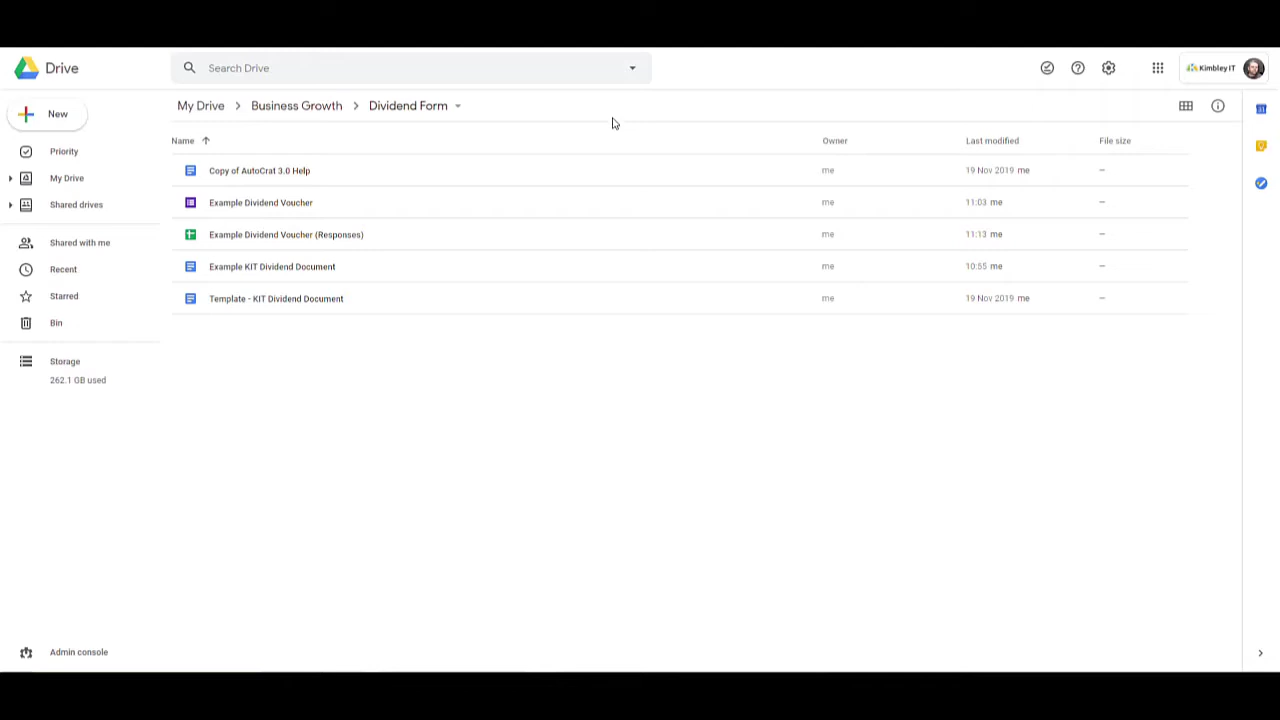 Drive
Search Drive
Kimbley IT
New
My Drive
Business Growth
Dividend Form
Priority
My Drive
Shared drives
Shared with me
Recent
Starred
Bin
Storage
262.1 GB used
Admin console
Name
Owner
Last modified
File size
Copy of AutoCrat 3.0 Help
me
19 Nov 2019 me
–
Example Dividend Voucher
me
11:03 me
–
Example Dividend Voucher (Responses)
me
11:13 me
–
Example KIT Dividend Document
me
10:55 me
–
Template - KIT Dividend Document
me
19 Nov 2019 me
–